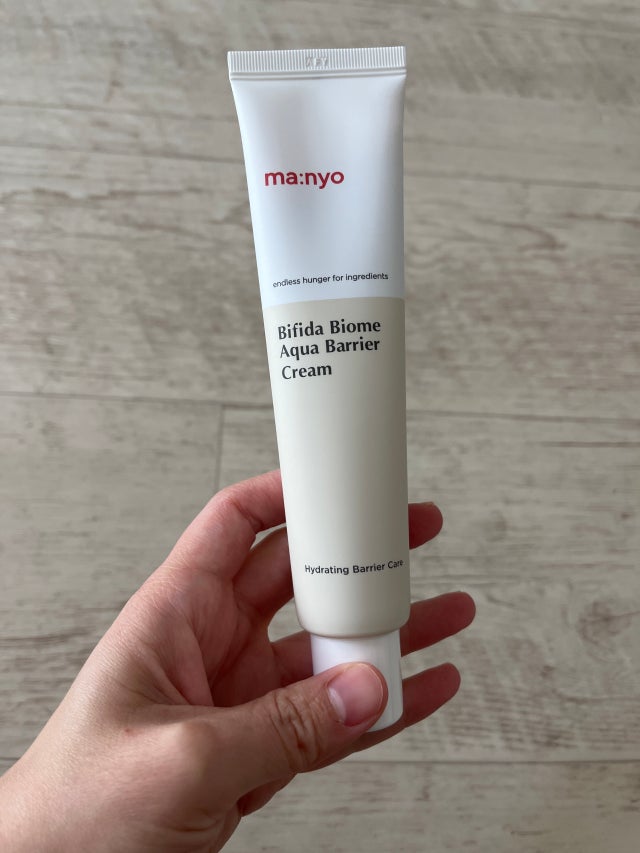 ma:nyo
endless hunger for ingredients
Bifida Biome
Aqua Barrier
Cream
Hydrating Barrier Care